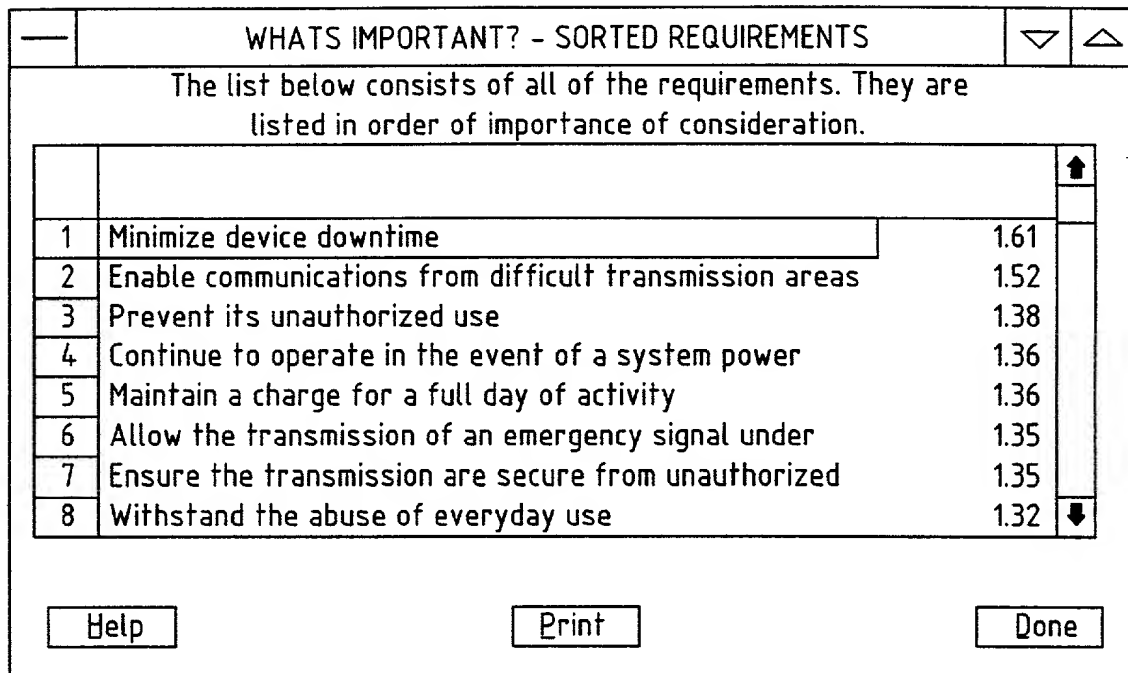 WHATS IMPORTANT? - SORTED REQUIREMENTS
The list below consists of all of the requirements. They are
listed in order of importance of consideration.
1 Minimize device downtime 1.61
2 Enable communications from difficult transmission areas 1.52
3 Prevent its unauthorized use 1.38
4 Continue to operate in the event of a system power 1.36
5 Maintain a charge for a full day of activity 1.36
6 Allow the transmission of an emergency signal under 1.35
7 Ensure the transmission are secure from unauthorized 1.35
8 Withstand the abuse of everyday use 1.32
Help Print Done